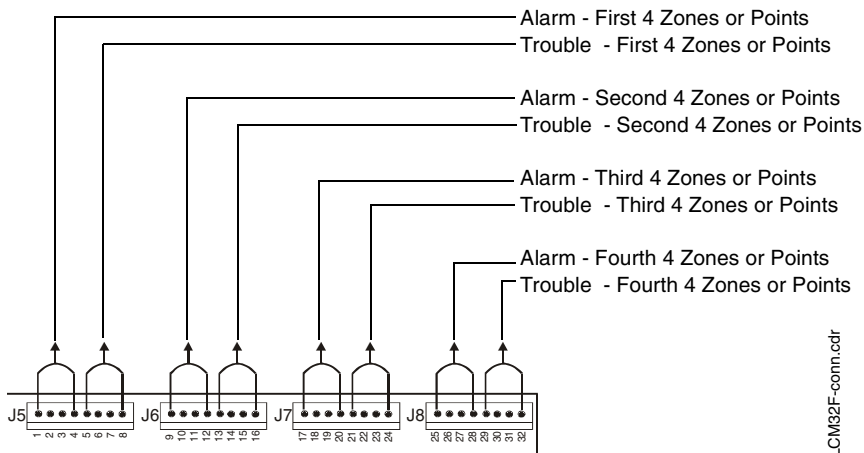 Alarm - First 4 Zones or Points
Trouble - First 4 Zones or Points
Alarm - Second 4 Zones or Points
Trouble - Second 4 Zones or Points
Alarm - Third 4 Zones or Points
Trouble - Third 4 Zones or Points
Alarm - Fourth 4 Zones or Points
Trouble - Fourth 4 Zones or Points
J5 J6 J7 J8
1 2 3 4 5 6 7 8 9 10 11 12 13 14 15 16 17 18 19 20 21 22 23 24 25 26 27 28 29 30 31 32
LCM32F-conn.cdr